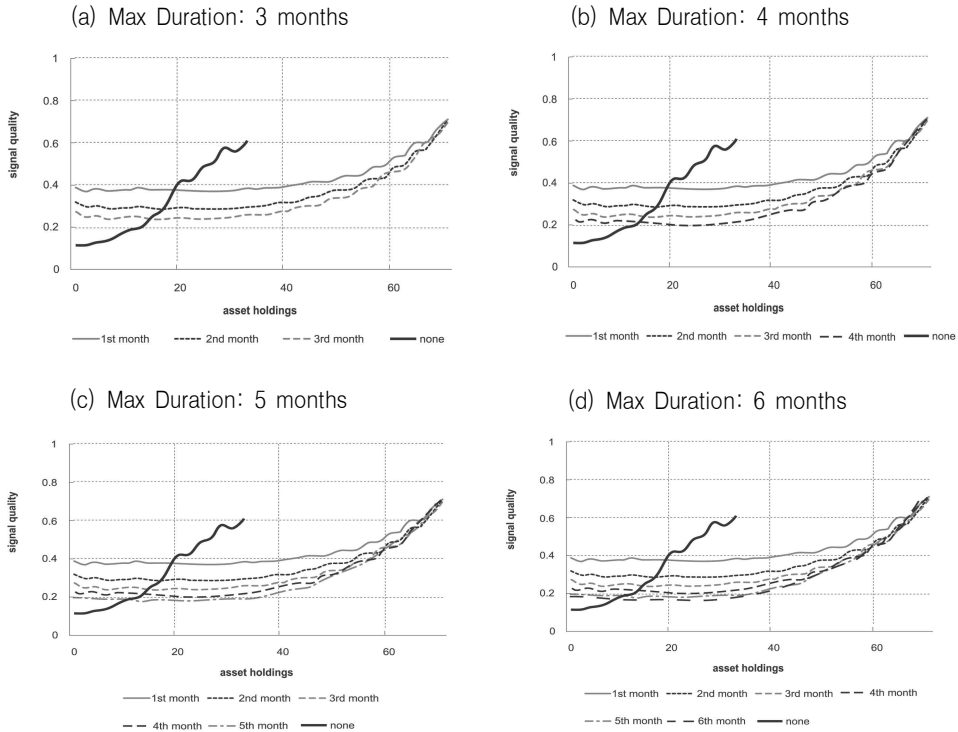 (a) Max Duration: 3 months
1
0.8
0.6
0.4
0.2
0
signal quality
0 20 40 60
asset holdings
1st month 2nd month 3rd month none
(b) Max Duration: 4 months
1
0.8
0.6
0.4
0.2
0
signal quality
0 20 40 60
asset holdings
1st month 2nd month 3rd month 4th month none
(c) Max Duration: 5 months
1
0.8
0.6
0.4
0.2
0
signal quality
0 20 40 60
asset holdings
1st month 2nd month 3rd month
4th month 5th month none
(d) Max Duration: 6 months
1
0.8
0.6
0.4
0.2
0
signal quality
0 20 40 60
asset holdings
1st month 2nd month 3rd month 4th month
5th month 6th month none